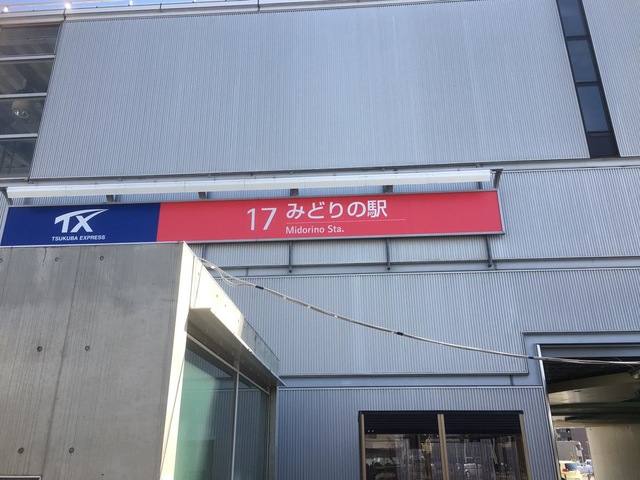 TX
TSUKUBA EXPRESS
17 みどりの駅
Midorino Sta.